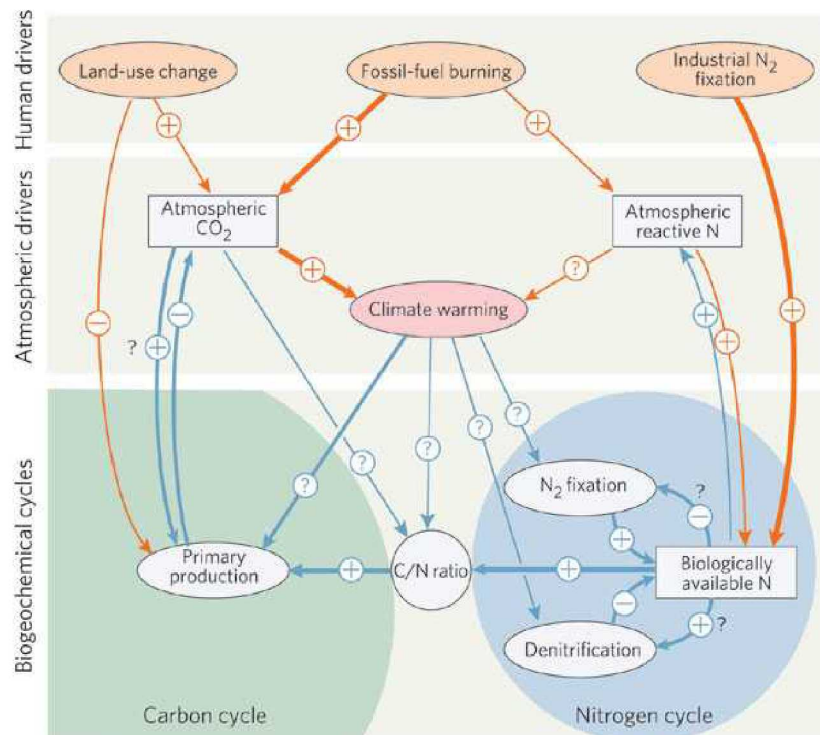 Human drivers
Land-use change
Fossil-fuel burning
Industrial N₂
fixation
+
+
+
Atmospheric drivers
Atmospheric
CO₂
Atmospheric
reactive N
+
?
Climate warming
−
? +
−
+
+
+
Biogeochemical cycles
?
?
?
?
?
N₂ fixation
?
−
+
Primary
production
+
C/N ratio
+
Biologically
available N
−
+ ?
Denitrification
Carbon cycle
Nitrogen cycle